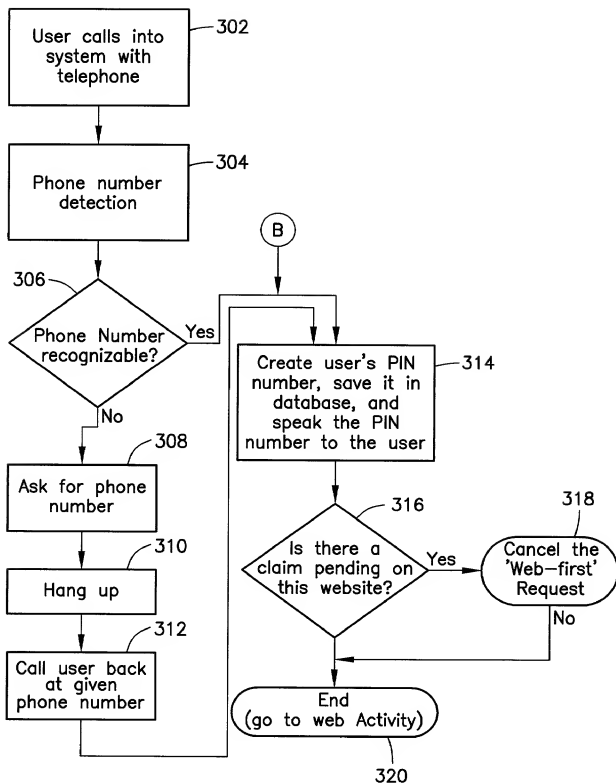 User calls into
system with
telephone
302
Phone number
detection
304
B
306
Phone Number
recognizable?
Yes
No
Create user's PIN
number, save it in
database, and
speak the PIN
number to the user
314
308
Ask for phone
number
310
Hang up
312
Call user back
at given
phone number
316
Is there a
claim pending on
this website?
Yes
318
Cancel the
'Web-first'
Request
No
End
(go to web Activity)
320